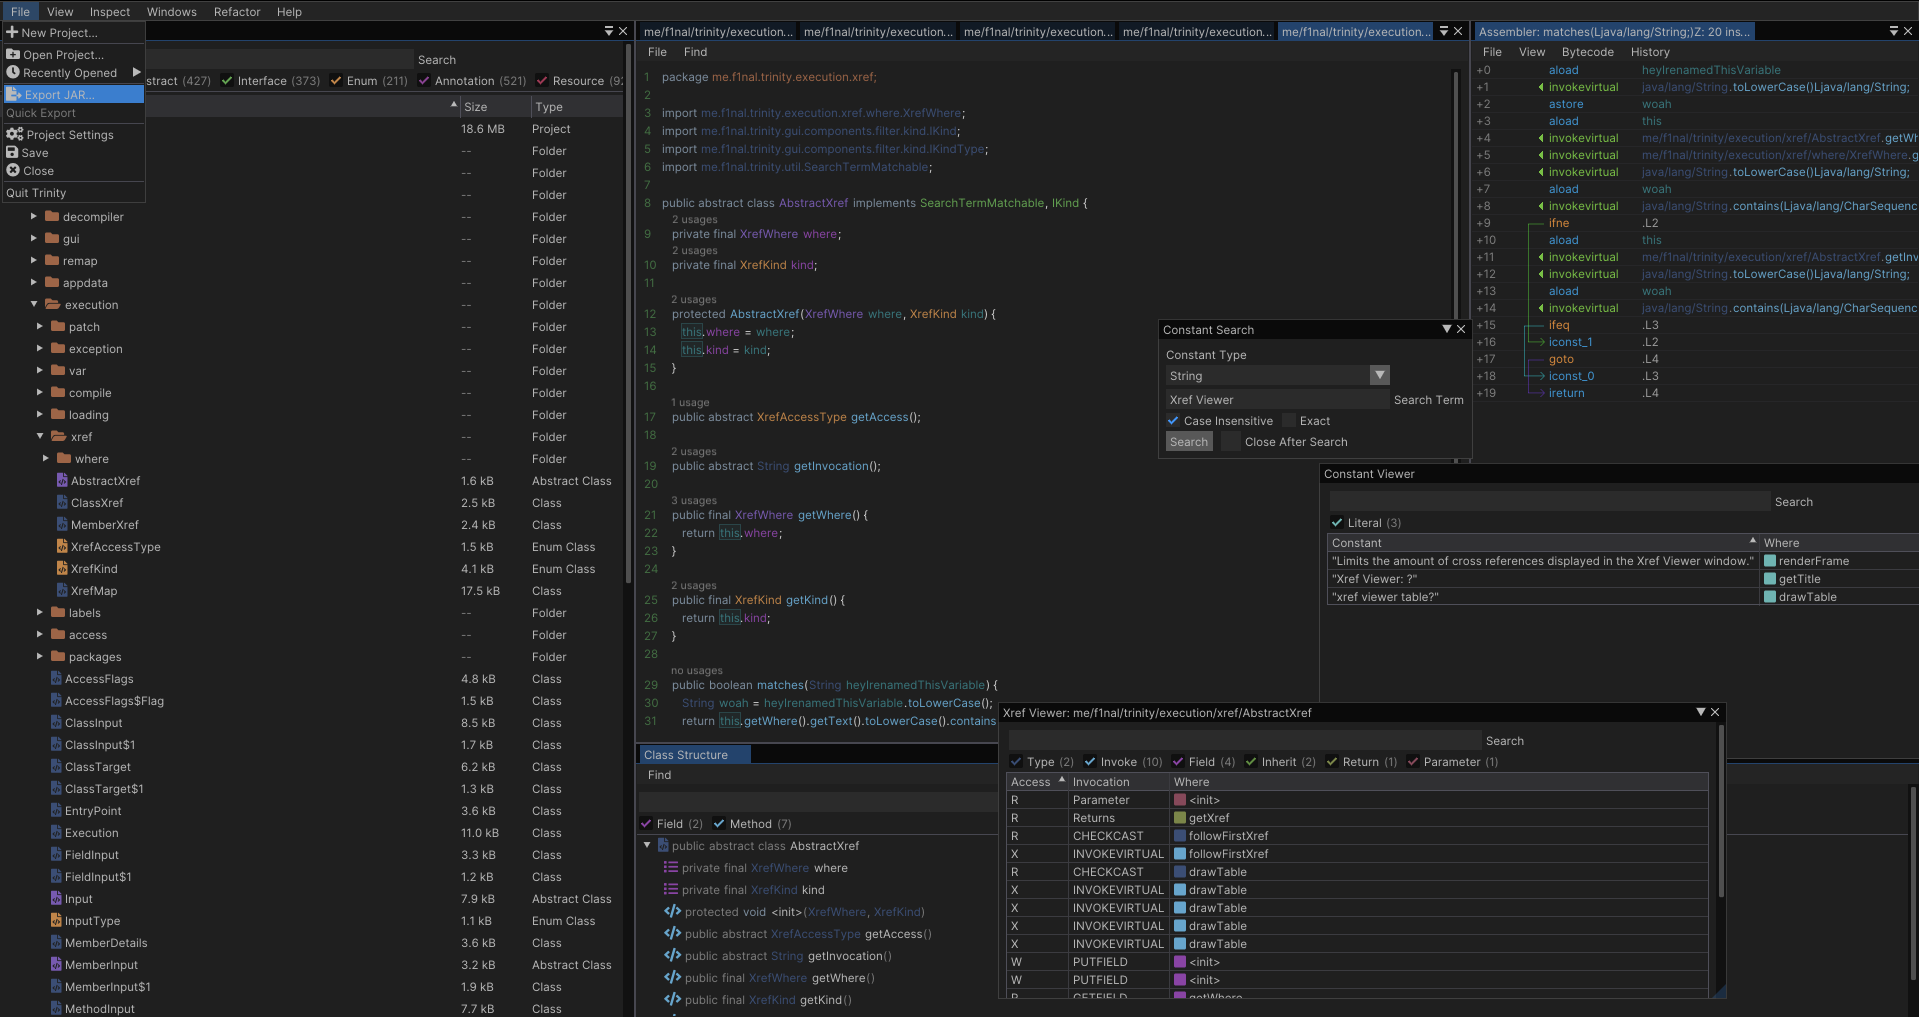 File View Inspect Windows Refactor Help
New Project...
Open Project...
Recently Opened
Export JAR...
Quick Export
Project Settings
Save
Close
Quit Trinity
Search
stract (427) Interface (373) Enum (211) Annotation (521) Resource (92
Size Type
18.6 MB Project
-- Folder
-- Folder
-- Folder
decompiler -- Folder
gui -- Folder
remap -- Folder
appdata -- Folder
execution -- Folder
patch -- Folder
exception -- Folder
var -- Folder
compile -- Folder
loading -- Folder
xref -- Folder
where -- Folder
AbstractXref 1.6 kB Abstract Class
ClassXref 2.5 kB Class
MemberXref 2.4 kB Class
XrefAccessType 1.5 kB Enum Class
XrefKind 4.1 kB Enum Class
XrefMap 17.5 kB Class
labels -- Folder
access -- Folder
packages -- Folder
AccessFlags 4.8 kB Class
AccessFlags$Flag 1.5 kB Class
ClassInput 8.5 kB Class
ClassInput$1 1.7 kB Class
ClassTarget 6.2 kB Class
ClassTarget$1 1.3 kB Class
EntryPoint 3.6 kB Class
Execution 11.0 kB Class
FieldInput 3.3 kB Class
FieldInput$1 1.2 kB Class
Input 7.9 kB Abstract Class
InputType 1.1 kB Enum Class
MemberDetails 3.6 kB Class
MemberInput 3.2 kB Abstract Class
MemberInput$1 1.9 kB Class
MethodInput 7.7 kB Class
me/f1nal/trinity/execution... me/f1nal/trinity/execution... me/f1nal/trinity/execution... me/f1nal/trinity/execution... me/f1nal/trinity/execution...
File Find
1 package me.f1nal.trinity.execution.xref;
2
3 import me.f1nal.trinity.execution.xref.where.XrefWhere;
4 import me.f1nal.trinity.gui.components.filter.kind.IKind;
5 import me.f1nal.trinity.gui.components.filter.kind.IKindType;
6 import me.f1nal.trinity.util.SearchTermMatchable;
7
8 public abstract class AbstractXref implements SearchTermMatchable, IKind {
2 usages
9 private final XrefWhere where;
2 usages
10 private final XrefKind kind;
11
2 usages
12 protected AbstractXref(XrefWhere where, XrefKind kind) {
13 this.where = where;
14 this.kind = kind;
15 }
16
1 usage
17 public abstract XrefAccessType getAccess();
18
2 usages
19 public abstract String getInvocation();
20
3 usages
21 public final XrefWhere getWhere() {
22 return this.where;
23 }
24
2 usages
25 public final XrefKind getKind() {
26 return this.kind;
27 }
28
no usages
29 public boolean matches(String heyIrenamedThisVariable) {
30 String woah = heyIrenamedThisVariable.toLowerCase();
31 return this.getWhere().getText().toLowerCase().contains
Class Structure
Find
Field (2) Method (7)
public abstract class AbstractXref
private final XrefWhere where
private final XrefKind kind
protected void <init>(XrefWhere, XrefKind)
public abstract XrefAccessType getAccess()
public abstract String getInvocation()
public final XrefWhere getWhere()
public final XrefKind getKind()
Assembler: matches(Ljava/lang/String;)Z: 20 ins...
File View Bytecode History
+0 aload heyIrenamedThisVariable
+1 invokevirtual java/lang/String.toLowerCase()Ljava/lang/String;
+2 astore woah
+3 aload this
+4 invokevirtual me/f1nal/trinity/execution/xref/AbstractXref.getWh
+5 invokevirtual me/f1nal/trinity/execution/xref/where/XrefWhere.g
+6 invokevirtual java/lang/String.toLowerCase()Ljava/lang/String;
+7 aload woah
+8 invokevirtual java/lang/String.contains(Ljava/lang/CharSequenc
+9 ifne .L2
+10 aload this
+11 invokevirtual me/f1nal/trinity/execution/xref/AbstractXref.getInv
+12 invokevirtual java/lang/String.toLowerCase()Ljava/lang/String;
+13 aload woah
+14 invokevirtual java/lang/String.contains(Ljava/lang/CharSequenc
+15 ifeq .L3
+16 iconst_1 .L2
+17 goto .L4
+18 iconst_0 .L3
+19 ireturn .L4
Constant Search
Constant Type
String
Xref Viewer Search Term
Case Insensitive Exact
Search Close After Search
Constant Viewer
Search
Literal (3)
Constant Where
"Limits the amount of cross references displayed in the Xref Viewer window." renderFrame
"Xref Viewer: ?" getTitle
"xref viewer table?" drawTable
Xref Viewer: me/f1nal/trinity/execution/xref/AbstractXref
Search
Type (2) Invoke (10) Field (4) Inherit (2) Return (1) Parameter (1)
Access Invocation Where
R Parameter <init>
R Returns getXref
R CHECKCAST followFirstXref
X INVOKEVIRTUAL followFirstXref
R CHECKCAST drawTable
X INVOKEVIRTUAL drawTable
X INVOKEVIRTUAL drawTable
X INVOKEVIRTUAL drawTable
X INVOKEVIRTUAL drawTable
W PUTFIELD <init>
W PUTFIELD <init>
R GETFIELD getWhere